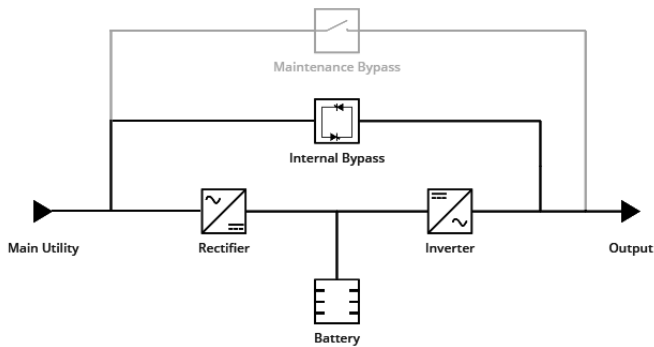 Maintenance Bypass
Internal Bypass
Main Utility
Rectifier
Inverter
Output
Battery